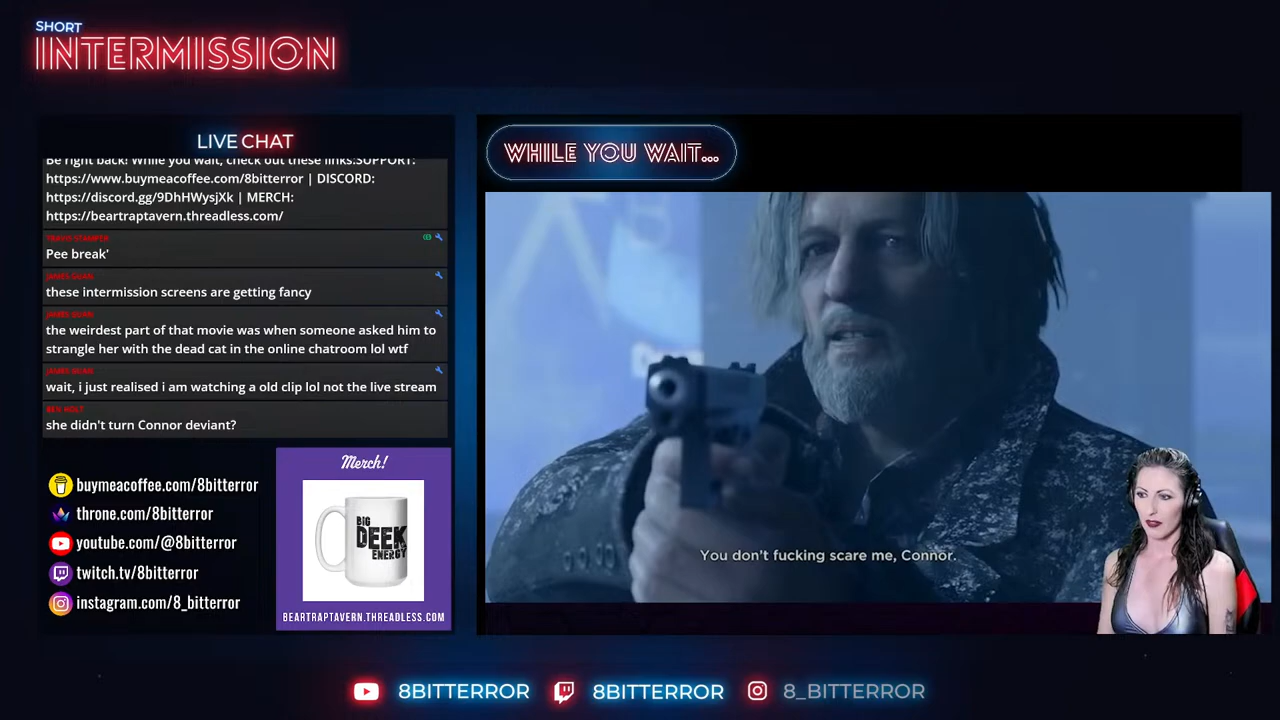 SHORT
INTERMISSION
LIVE CHAT
Be right back! While you wait, check out these links:SUPPORT:
https://www.buymeacoffee.com/8bitterror | DISCORD:
https://discord.gg/9DhHWysjXk | MERCH:
https://beartraptavern.threadless.com/
TRAVIS STAMPER
Pee break'
these intermission screens are getting fancy
the weirdest part of that movie was when someone asked him to
strangle her with the dead cat in the online chatroom lol wtf
wait, i just realised i am watching a old clip lol not the live stream
BEN HOLT
she didn't turn Connor deviant?
buymeacoffee.com/8bitterror
throne.com/8bitterror
youtube.com/@8bitterror
twitch.tv/8bitterror
instagram.com/8_bitterror
Merch!
BIG
DEEK
ENERGY
BEARTRAPTAVERN.THREADLESS.COM
WHILE YOU WAIT...
You don't fucking scare me, Connor.
8BITTERROR
8BITTERROR
8_BITTERROR